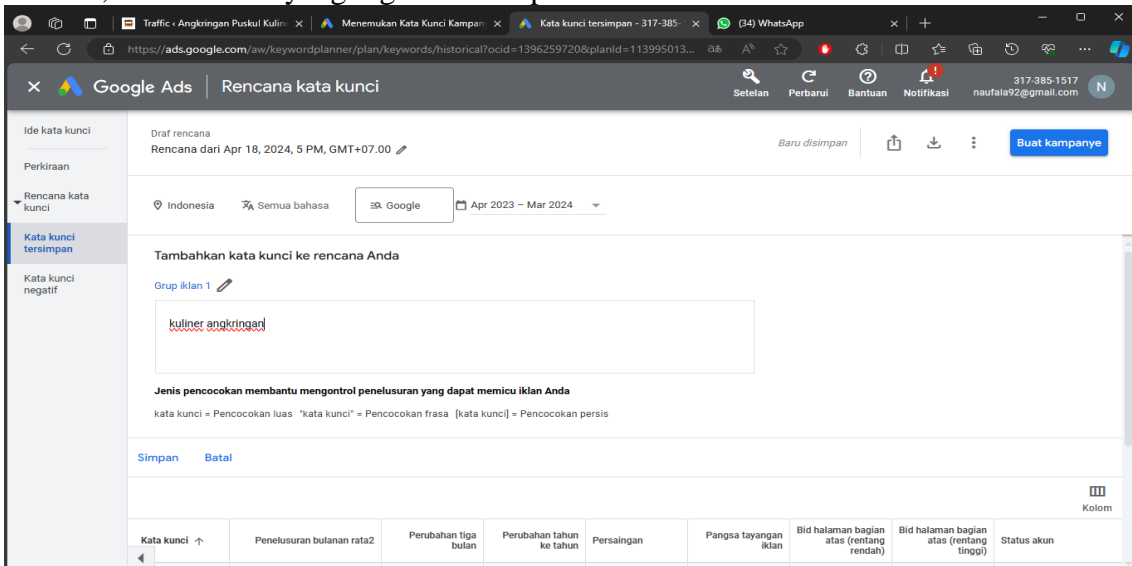 Traffic ‹ Angkringan Puskul Kuline
Menemukan Kata Kunci Kampan
Kata kunci tersimpan - 317-385-1
(34) WhatsApp
https://ads.google.com/aw/keywordplanner/plan/keywords/historical?ocid=1396259720&planId=113995013...
Google Ads | Rencana kata kunci
Setelan
Perbarui
Bantuan
Notifikasi
317-385-1517
naufala92@gmail.com
N
Ide kata kunci
Perkiraan
Rencana kata kunci
Kata kunci tersimpan
Kata kunci negatif
Draf rencana
Rencana dari Apr 18, 2024, 5 PM, GMT+07.00
Baru disimpan
Buat kampanye
Indonesia
Semua bahasa
Google
Apr 2023 – Mar 2024
Tambahkan kata kunci ke rencana Anda
Grup iklan 1
kuliner angkringan
Jenis pencocokan membantu mengontrol penelusuran yang dapat memicu iklan Anda
kata kunci = Pencocokan luas "kata kunci" = Pencocokan frasa [kata kunci] = Pencocokan persis
Simpan
Batal
Kolom
Kata kunci
Penelusuran bulanan rata2
Perubahan tiga bulan
Perubahan tahun ke tahun
Persaingan
Pangsa tayangan iklan
Bid halaman bagian atas (rentang rendah)
Bid halaman bagian atas (rentang tinggi)
Status akun